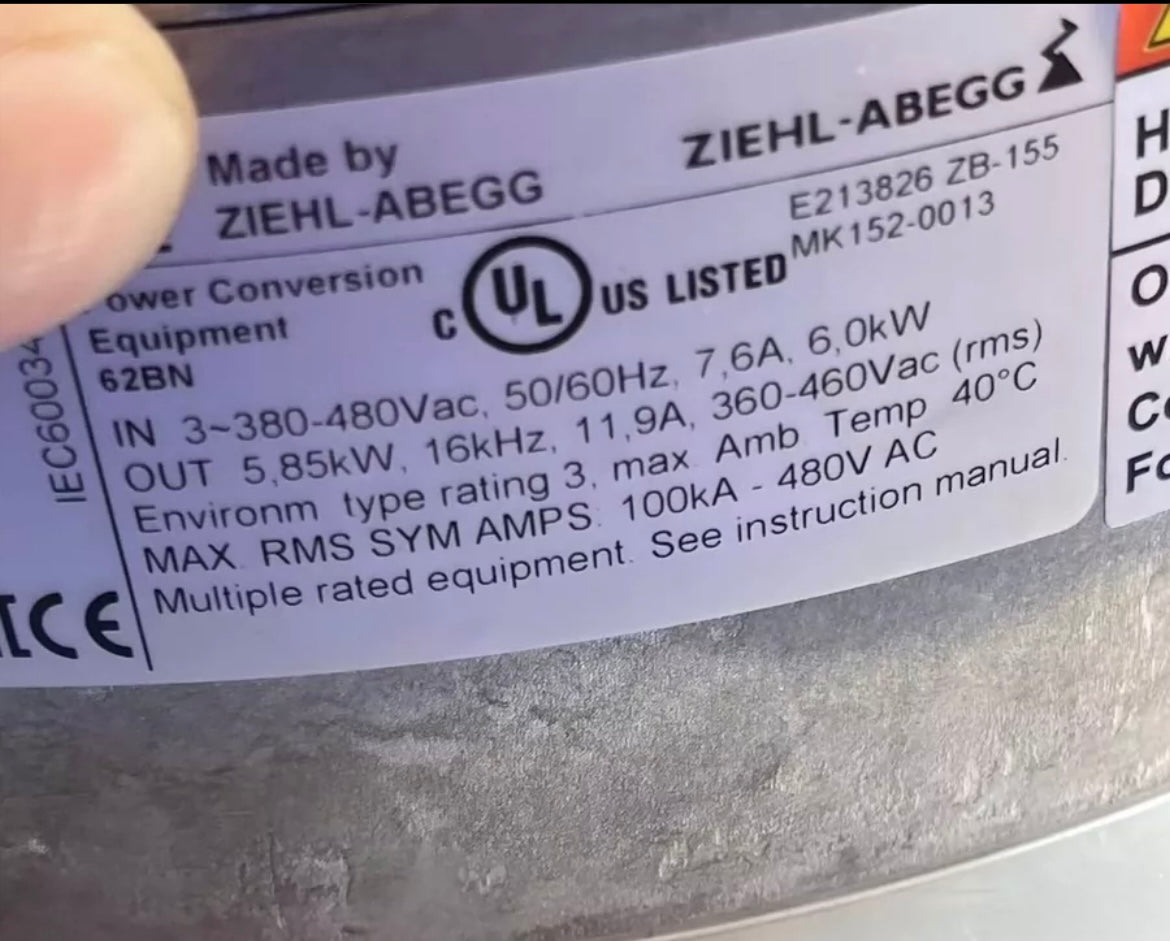 Made by
ZIEHL-ABEGG
ZIEHL-ABEGG
E213826 ZB-155
MK152-0013
ower Conversion
Equipment
62BN
C UL US LISTED
IN 3~380-480Vac, 50/60Hz, 7,6A, 6,0kW
OUT 5,85kW, 16kHz, 11,9A, 360-460Vac (rms)
Environm type rating 3, max Amb Temp 40°C
MAX. RMS SYM AMPS: 100kA - 480V AC
Multiple rated equipment. See instruction manual.
IEC60034
CE
H
D
O
w
Co
Fo